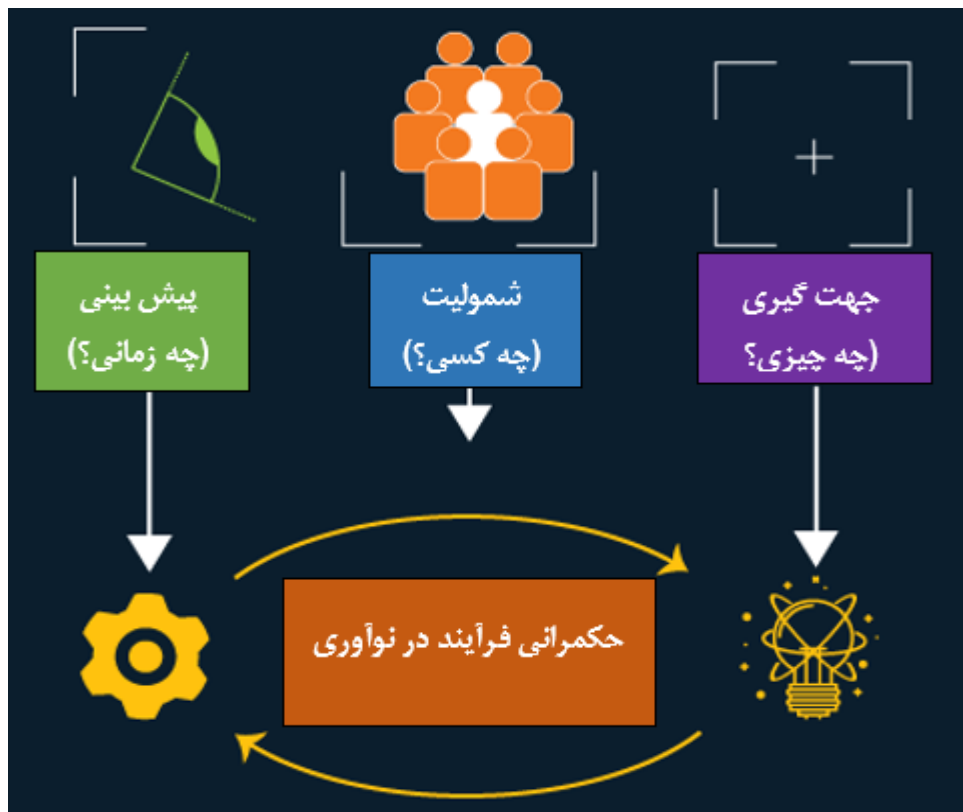 جهت گیری
(چه چیزی؟
شمولیت
(چه کسی؟)
پیش بینی
(چه زمانی؟)
حکمرانی فرآیند در نوآوری